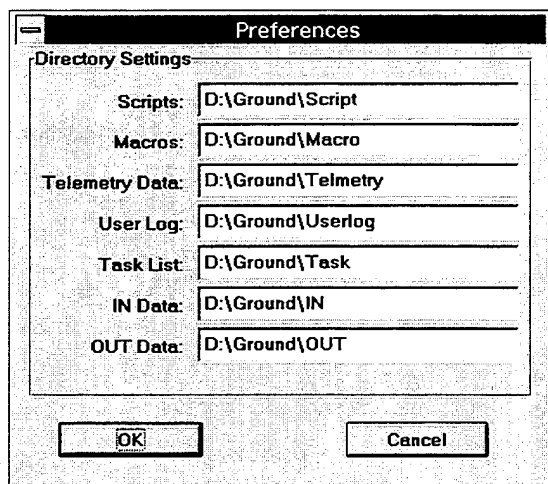 Preferences
Directory Settings
Scripts: D:\Ground\Script
Macros: D:\Ground\Macro
Telemetry Data: D:\Ground\Telmetry
User Log: D:\Ground\Userlog
Task List: D:\Ground\Task
IN Data: D:\Ground\IN
OUT Data: D:\Ground\OUT
OK Cancel